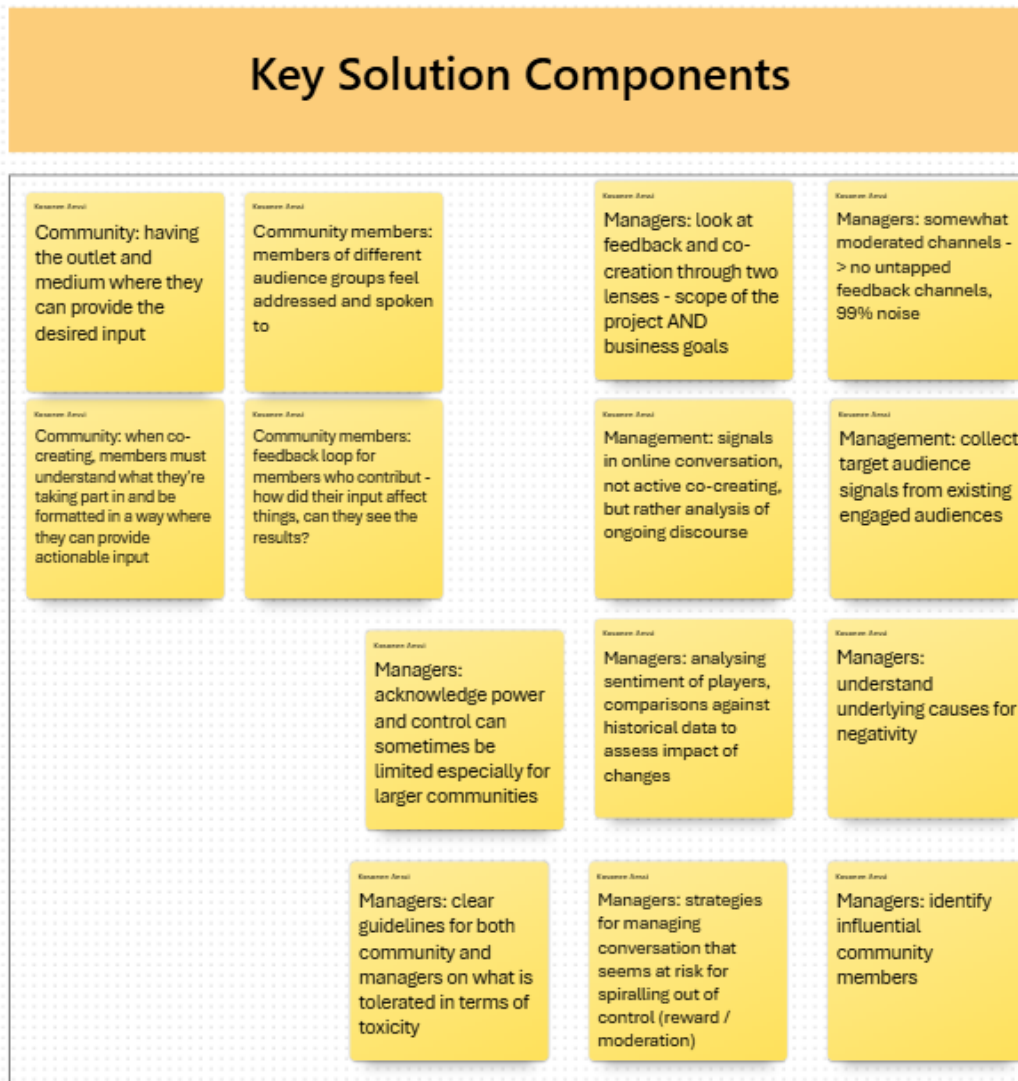 Key Solution Components
Kosonen Anssi
Community: having
the outlet and
medium where they
can provide the
desired input
Community members:
members of different
audience groups feel
addressed and spoken
to
Managers: look at
feedback and co-
creation through two
lenses - scope of the
project AND
business goals
Managers: somewhat
moderated channels -
> no untapped
feedback channels,
99% noise
Community: when co-
creating, members must
understand what they're
taking part in and be
formatted in a way where
they can provide
actionable input
Community members:
feedback loop for
members who contribut -
how did their input affect
things, can they see the
results?
Management: signals
in online conversation,
not active co-creating,
but rather analysis of
ongoing discourse
Management: collect
target audience
signals from existing
engaged audiences
Managers:
acknowledge power
and control can
sometimes be
limited especially for
larger communities
Managers: analysing
sentiment of players,
comparisons against
historical data to
assess impact of
changes
Managers:
understand
underlying causes for
negativity
Managers: clear
guidelines for both
community and
managers on what is
tolerated in terms of
toxicity
Managers: strategies
for managing
conversation that
seems at risk for
spiralling out of
control (reward /
moderation)
Managers: identify
influential
community
members